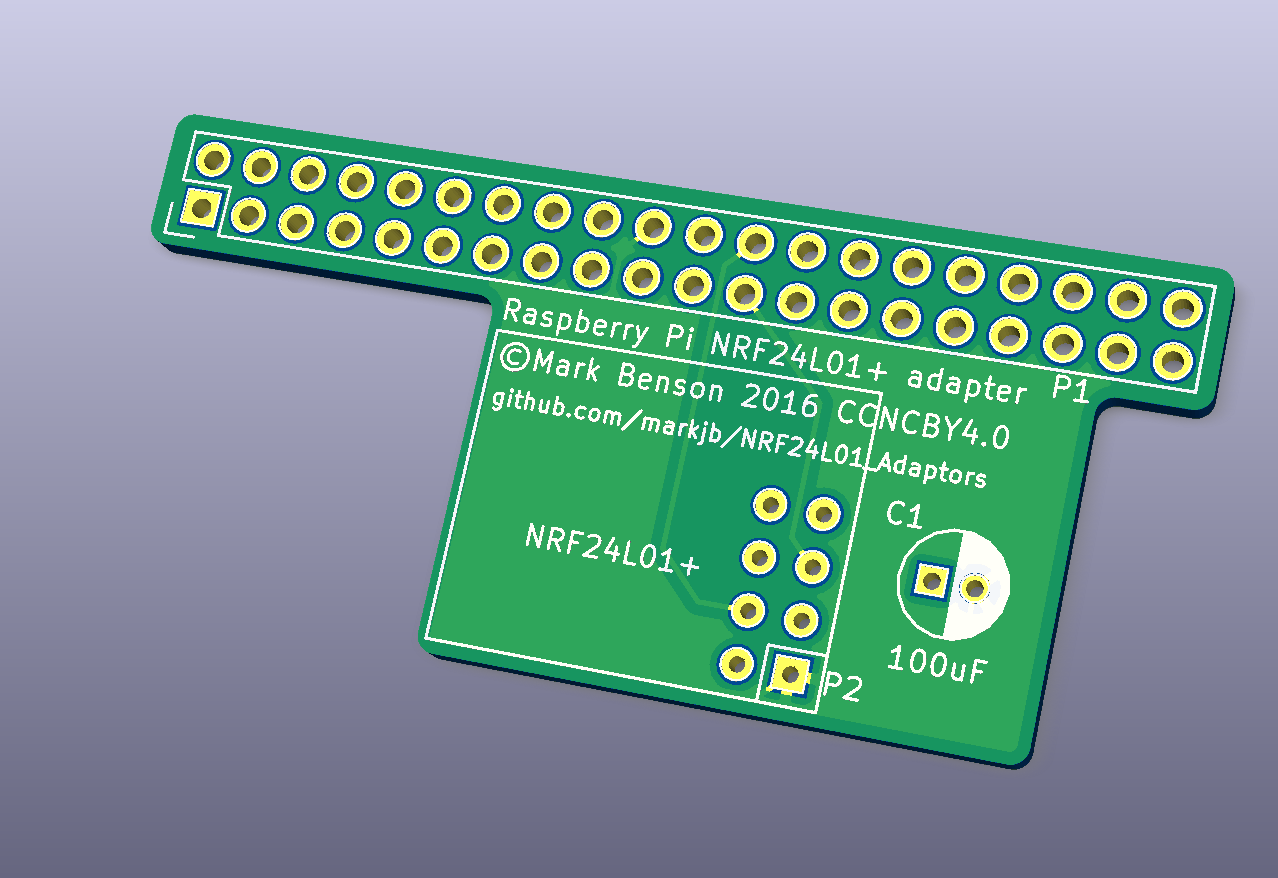 Raspberry Pi NRF24L01+ adapter P1
©Mark Benson 2016 CCNCBY4.0
github.com/markjb/NRF24L01_Adaptors
C1
NRF24L01+
100uF
P2